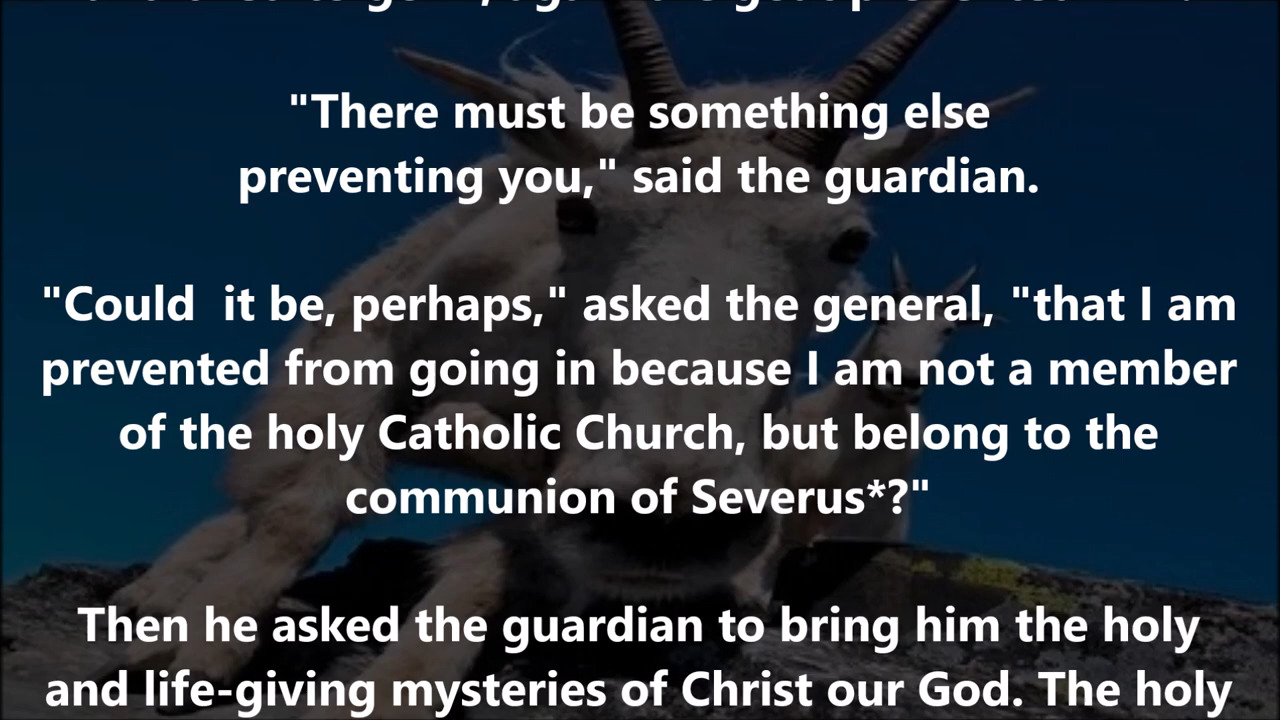 "There must be something else
preventing you," said the guardian.
"Could  it be, perhaps," asked the general, "that I am
prevented from going in because I am not a member
of the holy Catholic Church, but belong to the
communion of Severus*?"
Then he asked the guardian to bring him the holy
and life-giving mysteries of Christ our God. The holy